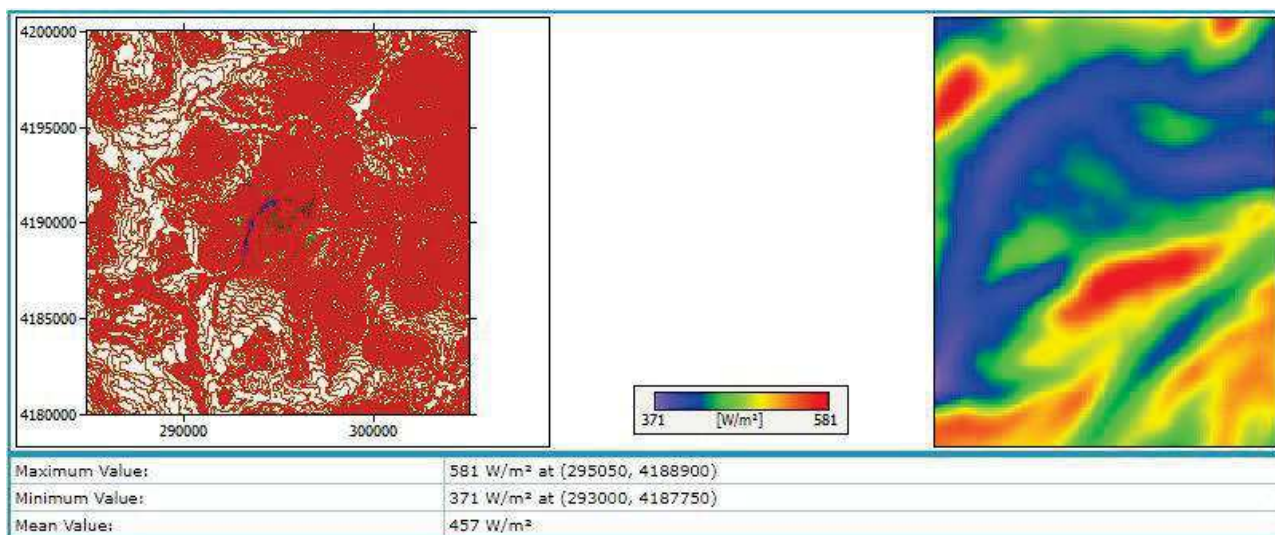 4200000
4195000
4190000
4185000
4180000
290000
300000
371 [W/m²] 581
Maximum Value: 581 W/m² at (295050, 4188900)
Minimum Value: 371 W/m² at (293000, 4187750)
Mean Value: 457 W/m²